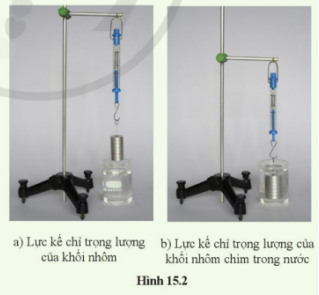 a) Lực kế chỉ trọng lượng
của khối nhôm
b) Lực kế chỉ trọng lượng của
khối nhôm chìm trong nước
Hình 15.2